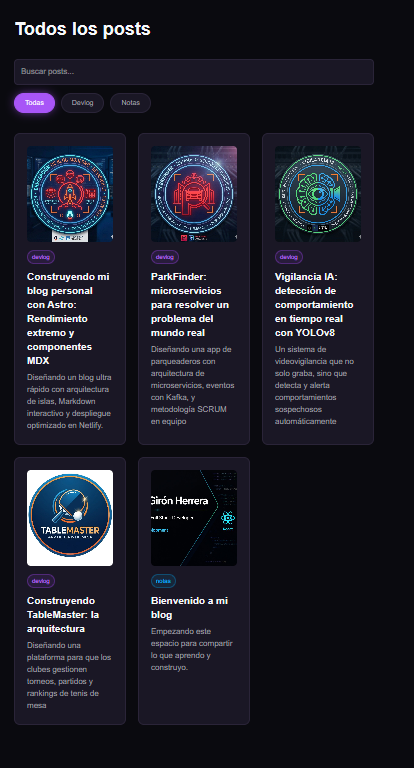 Todos los posts
Buscar posts...
Todas
Devlog
Notas
devlog
Construyendo mi
blog personal
con Astro:
Rendimiento
extremo y
componentes
MDX
Diseñando un blog ultra
rápido con arquitectura
de islas, Markdown
interactivo y despliegue
optimizado en Netlify.
devlog
ParkFinder:
microservicios
para resolver un
problema del
mundo real
Diseñando una app de
parqueaderos con
arquitectura de
microservicios, eventos
con Kafka, y
metodología SCRUM
en equipo
devlog
Vigilancia IA:
detección de
comportamiento
en tiempo real
con YOLOv8
Un sistema de
videovigilancia que no
solo graba, sino que
detecta y alerta
comportamientos
sospechosos
automáticamente
TABLEMASTER
devlog
Construyendo
TableMaster: la
arquitectura
Diseñando una
plataforma para que los
clubes gestionen
torneos, partidos y
rankings de tenis de
mesa
Girón Herrera
notas
Bienvenido a mi
blog
Empezando este
espacio para compartir
lo que aprendo y
construyo.